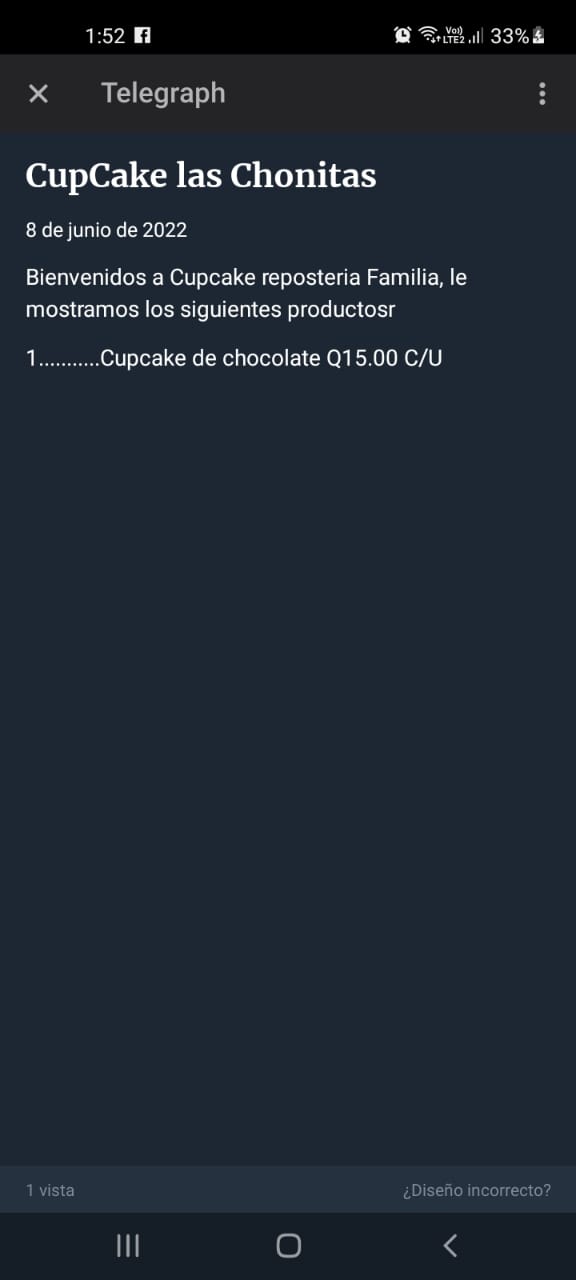 1:52
Vo)) LTE2 33%
Telegraph
CupCake las Chonitas
8 de junio de 2022
Bienvenidos a Cupcake reposteria Familia, le
mostramos los siguientes productosr
1...........Cupcake de chocolate Q15.00 C/U
1 vista
¿Diseño incorrecto?